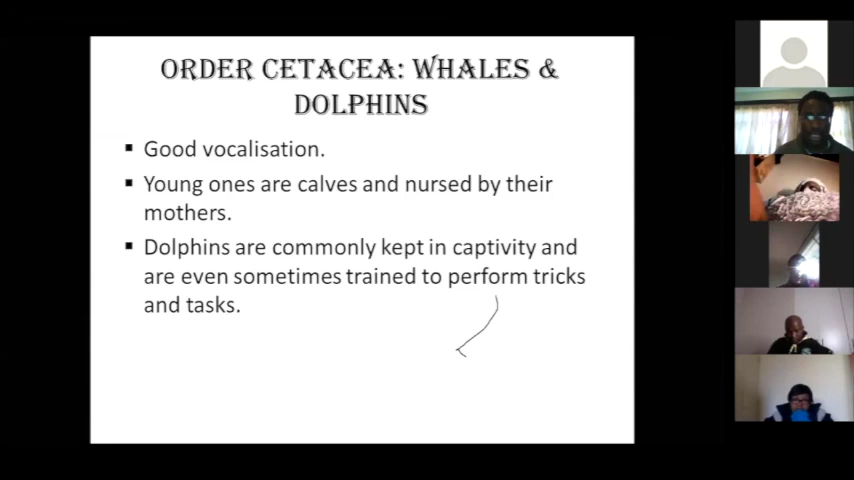 ORDER CETACEA: WHALES &
DOLPHINS
▪ Good vocalisation.
▪ Young ones are calves and nursed by their
mothers.
▪ Dolphins are commonly kept in captivity and
are even sometimes trained to perform tricks
and tasks.